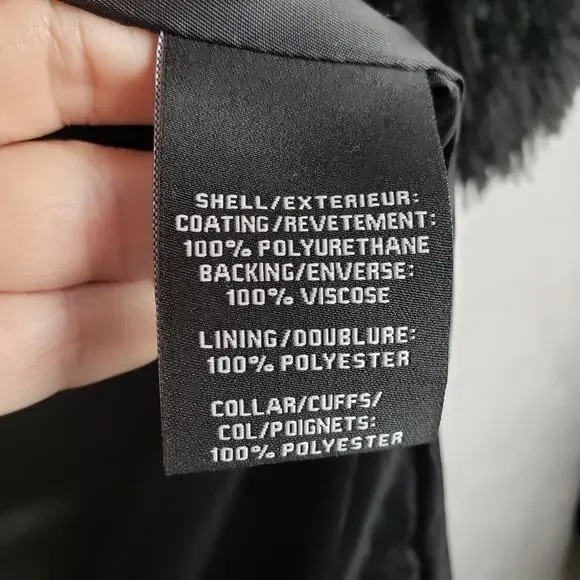 SHELL/EXTERIEUR:
COATING/REVETEMENT:
100% POLYURETHANE
BACKING/ENVERSE:
100% VISCOSE
LINING/DOUBLURE:
100% POLYESTER
COLLAR/CUFFS/
COL/POIGNETS:
100% POLYESTER